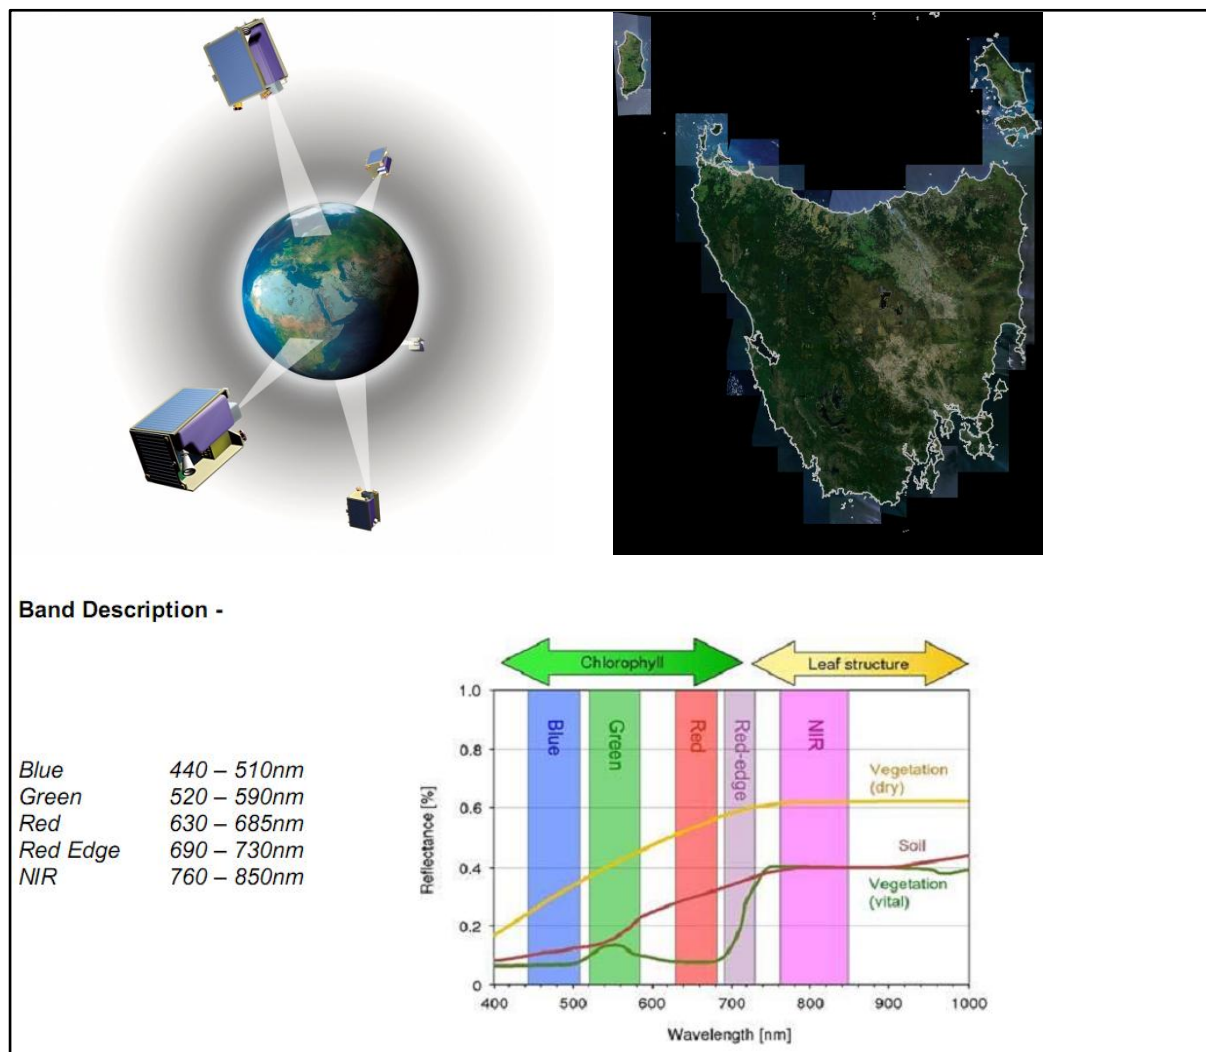 Band Description -
Blue 440 – 510nm
Green 520 – 590nm
Red 630 – 685nm
Red Edge 690 – 730nm
NIR 760 – 850nm
Chlorophyll
Leaf structure
1.0
0.8
0.6
0.4
0.2
0
Reflectance [%]
Blue
Green
Red
Red-edge
NIR
Vegetation
(dry)
Soil
Vegetation
(vital)
400 500 600 700 800 900 1000
Wavelength [nm]